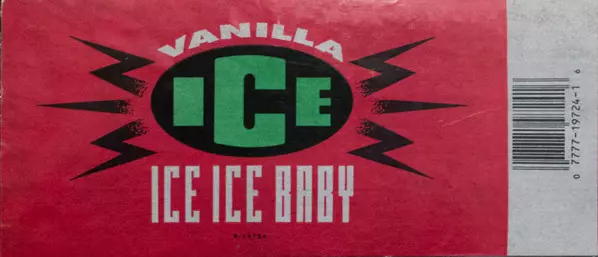 VANILLA
ICE
ICE ICE BABY
0 7777-19724-1 6